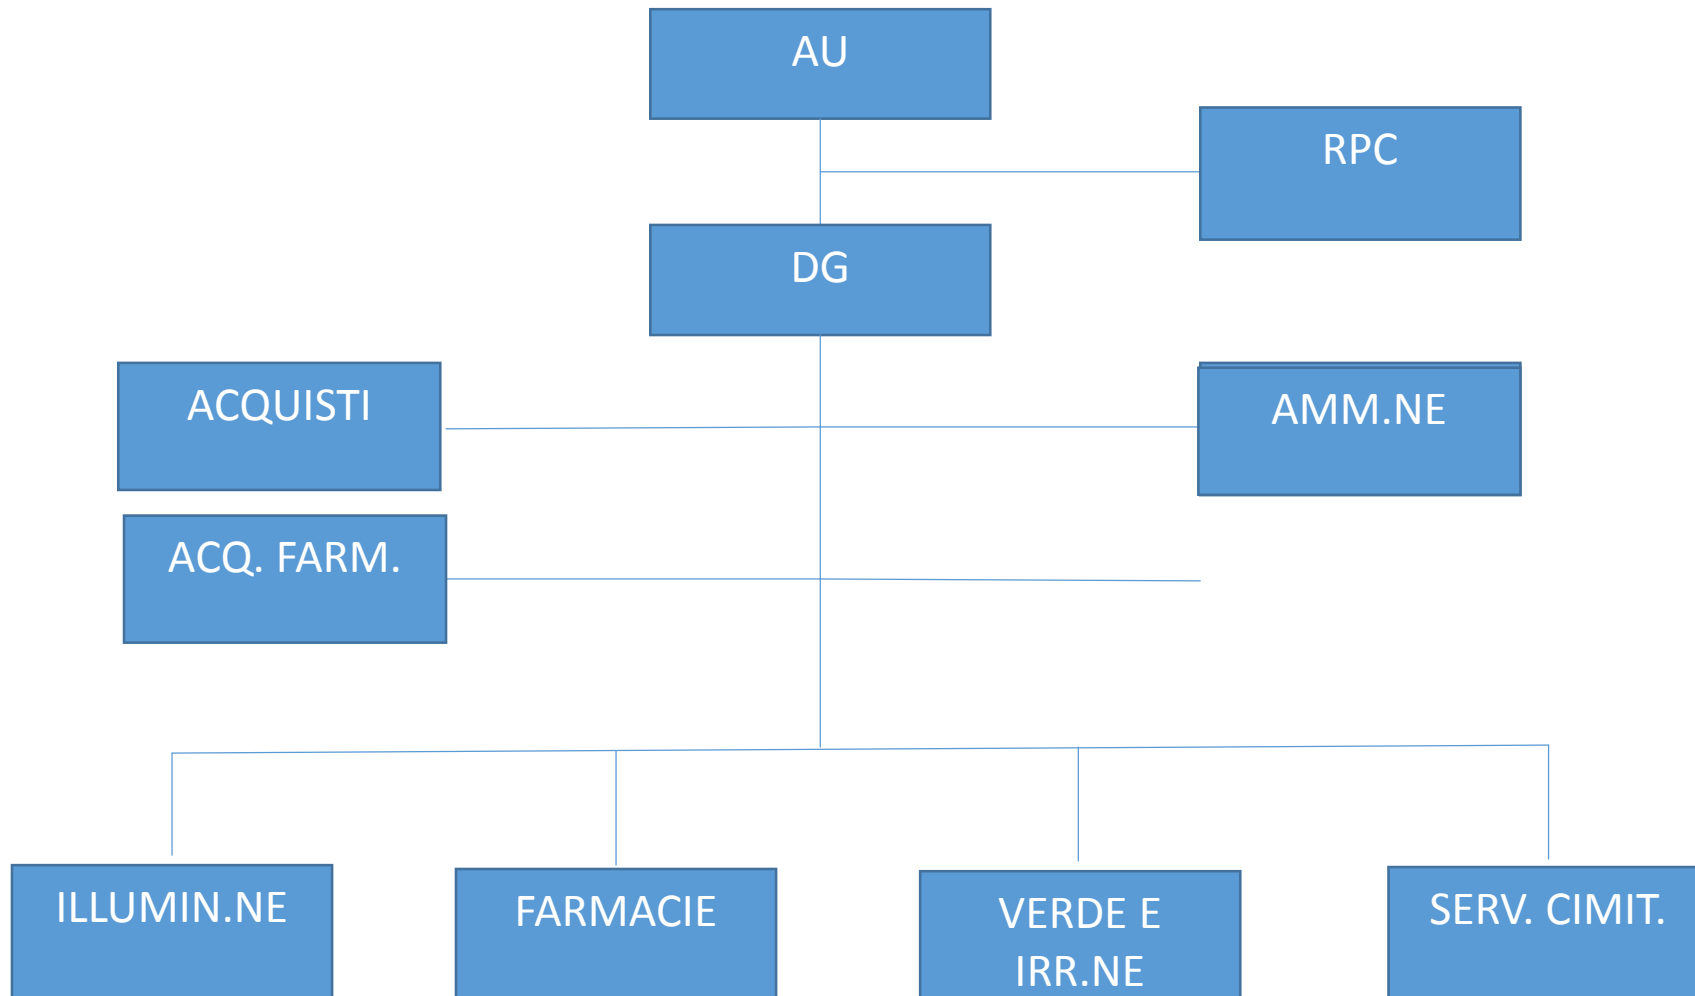 AU
RPC
DG
ACQUISTI
AMM.NE
ACQ. FARM.
ILLUMIN.NE
FARMACIE
VERDE E
IRR.NE
SERV. CIMIT.